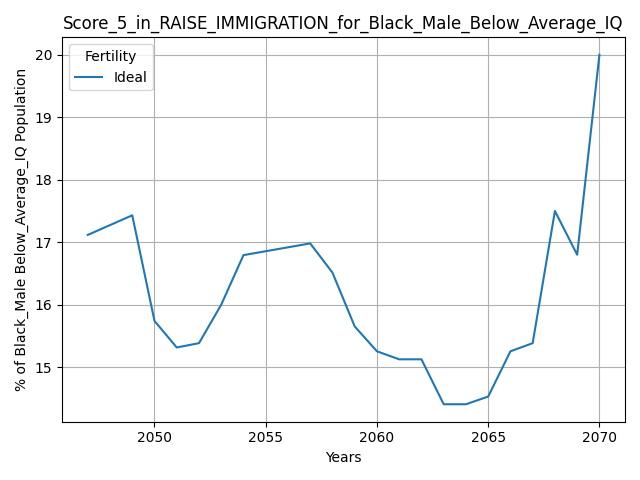 Score_5_in_RAISE_IMMIGRATION_for_Black_Male_Below_Average_IQ
Fertility
Ideal
% of Black_Male Below_Average_IQ Population
20
19
18
17
16
15
2050
2055
2060
2065
2070
Years